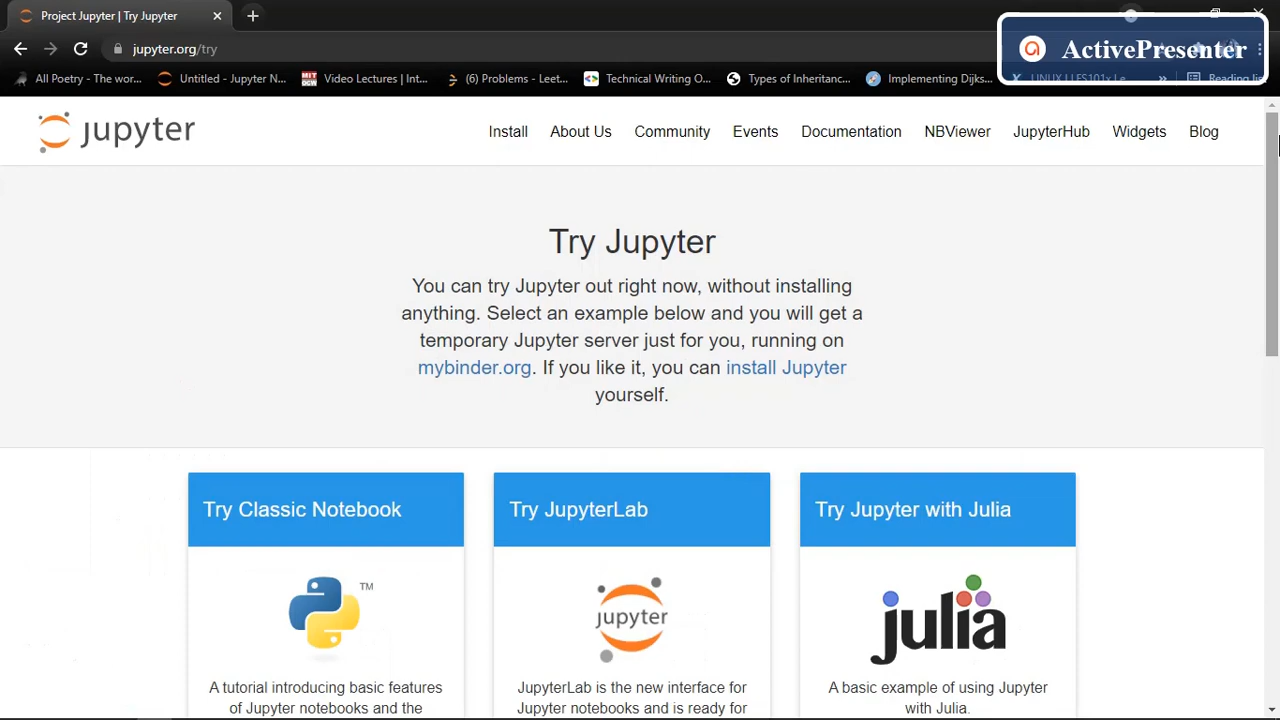 Project Jupyter | Try Jupyter
jupyter.org/try
ActivePresenter
All Poetry - The wor...
Untitled - Jupyter N...
MIT
Video Lectures | Int...
(6) Problems - Leet...
Technical Writing O...
Types of Inheritanc...
Implementing Dijks...
Reading list
jupyter
Install
About Us
Community
Events
Documentation
NBViewer
JupyterHub
Widgets
Blog
Try Jupyter
You can try Jupyter out right now, without installing
anything. Select an example below and you will get a
temporary Jupyter server just for you, running on
mybinder.org. If you like it, you can install Jupyter
yourself.
Try Classic Notebook
Try JupyterLab
Try Jupyter with Julia
TM
jupyter
julia
A tutorial introducing basic features
of Jupyter notebooks and the
JupyterLab is the new interface for
Jupyter notebooks and is ready for
A basic example of using Jupyter
with Julia.